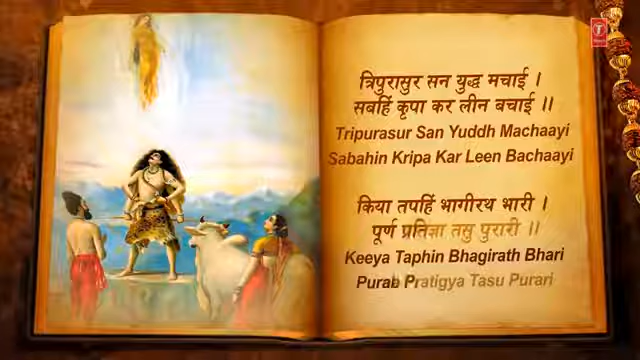 त्रिपुरासुर सन युद्ध मचाई ।
सबहिं कृपा कर लीन बचाई ।।
Tripurasur San Yuddh Machaayi
Sabahin Kripa Kar Leen Bachaayi
किया तपहिं भागीरथ भारी ।
पूर्ण प्रतिज्ञा तसु पुरारी ।।
Keeya Taphin Bhagirath Bhari
Purab Pratigya Tasu Purari